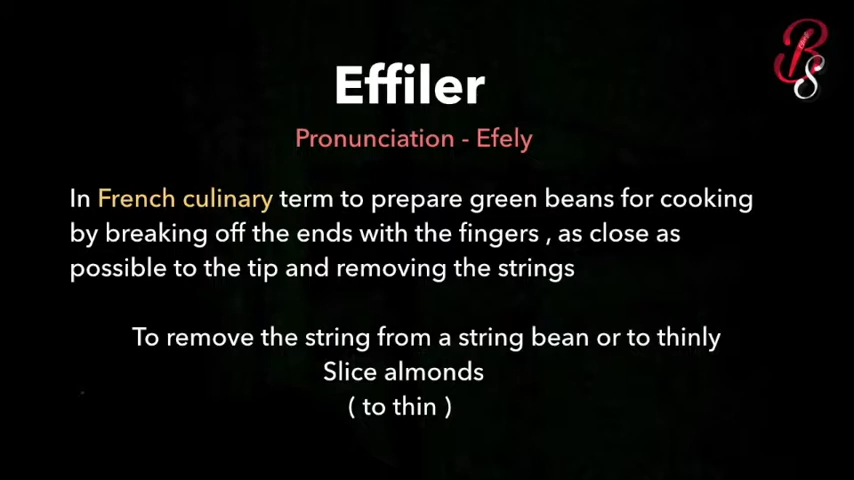 Effiler
Pronunciation - Efely
In French culinary term to prepare green beans for cooking
by breaking off the ends with the fingers , as close as
possible to the tip and removing the strings
To remove the string from a string bean or to thinly
Slice almonds
( to thin )